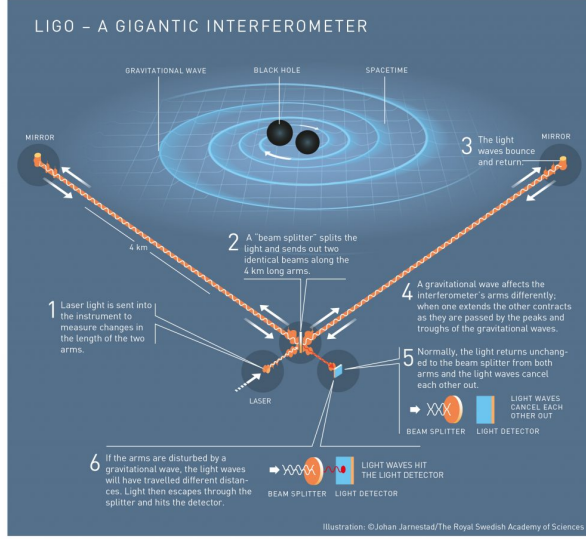 LIGO – A GIGANTIC INTERFEROMETER
GRAVITATIONAL WAVE
BLACK HOLE
SPACETIME
MIRROR
3 The light
waves bounce
and return.
MIRROR
4 km
2 A “beam splitter” splits the
light and sends out two
identical beams along the
4 km long arms.
1 Laser light is sent into
the instrument to
measure changes in
the length of the two
arms.
4 A gravitational wave affects the
interferometer’s arms differently;
when one extends the other contracts
as they are passed by the peaks and
troughs of the gravitational waves.
LASER
5 Normally, the light returns unchang-
ed to the beam splitter from both
arms and the light waves cancel
each other out.
LIGHT WAVES
CANCEL EACH
OTHER OUT
BEAM SPLITTER
LIGHT DETECTOR
6 If the arms are disturbed by a
gravitational wave, the light waves
will have travelled different distan-
ces. Light then escapes through the
splitter and hits the detector.
LIGHT WAVES HIT
THE LIGHT DETECTOR
BEAM SPLITTER
LIGHT DETECTOR
Illustration: ©Johan Jarnestad/The Royal Swedish Academy of Sciences